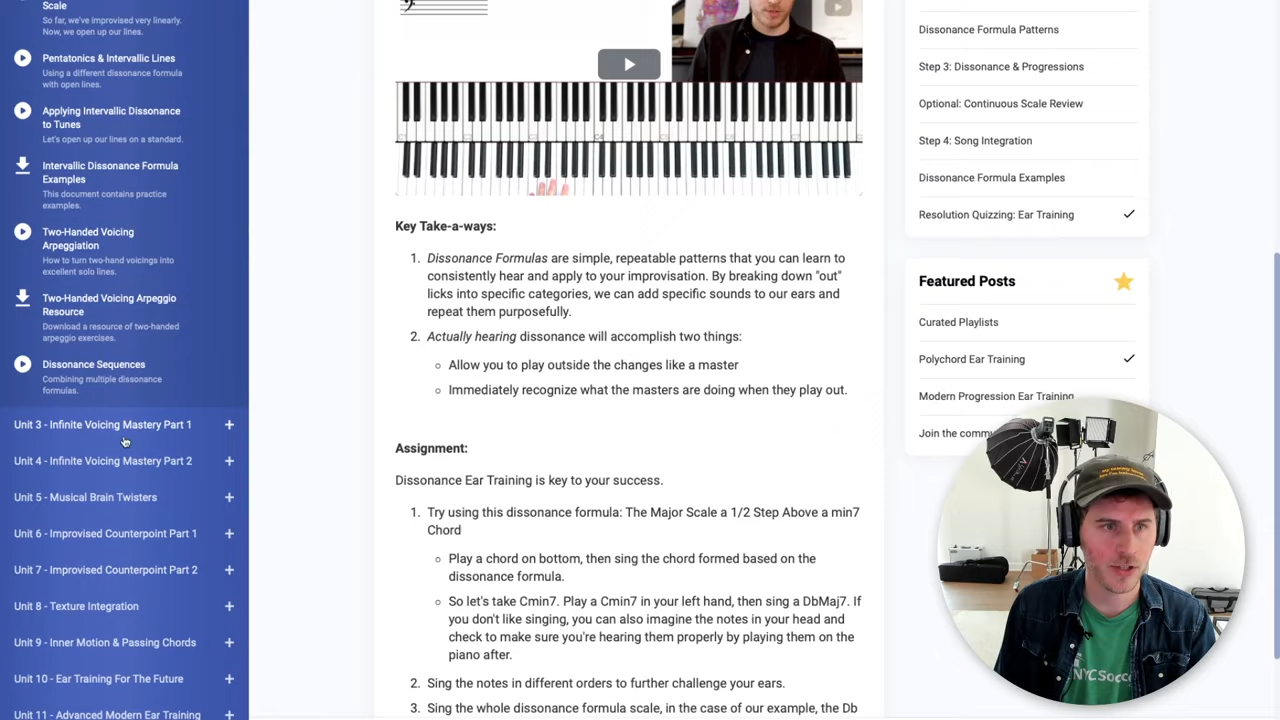 Scale
So far, we've improvised very linearly.
Now, we open up our lines.
Pentatonics & Intervallic Lines
Using a different dissonance formula
with open lines.
Applying Intervallic Dissonance
to Tunes
Let's open up our lines on a standard.
Intervallic Dissonance Formula
Examples
This document contains practice
examples.
Two-Handed Voicing
Arpeggiation
How to turn two-hand voicings into
excellent solo lines.
Two-Handed Voicing Arpeggio
Resource
Download a resource of two-handed
arpeggio exercises.
Dissonance Sequences
Combining multiple dissonance
formulas.
Unit 3 - Infinite Voicing Mastery Part 1
Unit 4 - Infinite Voicing Mastery Part 2
Unit 5 - Musical Brain Twisters
Unit 6 - Improvised Counterpoint Part 1
Unit 7 - Improvised Counterpoint Part 2
Unit 8 - Texture Integration
Unit 9 - Inner Motion & Passing Chords
Unit 10 - Ear Training For The Future
Unit 11 - Advanced Modern Ear Training
C4
Key Take-a-ways:
1. Dissonance Formulas are simple, repeatable patterns that you can learn to
consistently hear and apply to your improvisation. By breaking down "out"
licks into specific categories, we can add specific sounds to our ears and
repeat them purposefully.
2. Actually hearing dissonance will accomplish two things:
Allow you to play outside the changes like a master
Immediately recognize what the masters are doing when they play out.
Assignment:
Dissonance Ear Training is key to your success.
1. Try using this dissonance formula: The Major Scale a 1/2 Step Above a min7
Chord
Play a chord on bottom, then sing the chord formed based on the
dissonance formula.
So let's take Cmin7. Play a Cmin7 in your left hand, then sing a DbMaj7. If
you don't like singing, you can also imagine the notes in your head and
check to make sure you're hearing them properly by playing them on the
piano after.
2. Sing the notes in different orders to further challenge your ears.
3. Sing the whole dissonance formula scale, in the case of our example, the Db
Dissonance Formula Patterns
Step 3: Dissonance & Progressions
Optional: Continuous Scale Review
Step 4: Song Integration
Dissonance Formula Examples
Resolution Quizzing: Ear Training
Featured Posts
Curated Playlists
Polychord Ear Training
Modern Progression Ear Training
Join the comm